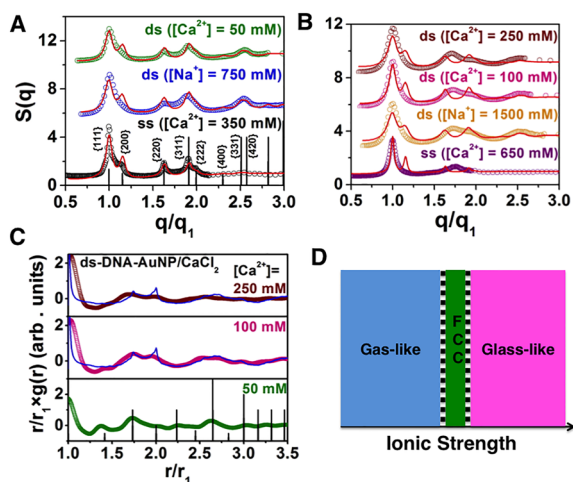 A
ds ([Ca²⁺] = 50 mM)
ds ([Na⁺] = 750 mM)
ss ([Ca²⁺] = 350 mM)
{111}
{200}
{220}
{311}
{222}
{400}
{331}
{420}
S(q)
12
8
4
0
0.5 1.0 1.5 2.0 2.5 3.0
q/q₁
B
ds ([Ca²⁺] = 250 mM)
ds ([Ca²⁺] = 100 mM)
ds ([Na⁺] = 1500 mM)
ss ([Ca²⁺] = 650 mM)
12
8
4
0
0.5 1.0 1.5 2.0 2.5 3.0
q/q₁
C
ds-DNA-AuNP/CaCl₂
[Ca²⁺]=
250 mM
100 mM
50 mM
r/r₁×g(r) (arb . units)
2
0
2
0
2
0
1.0 1.5 2.0 2.5 3.0 3.5
r/r₁
D
Gas-like
F
C
C
Glass-like
Ionic Strength